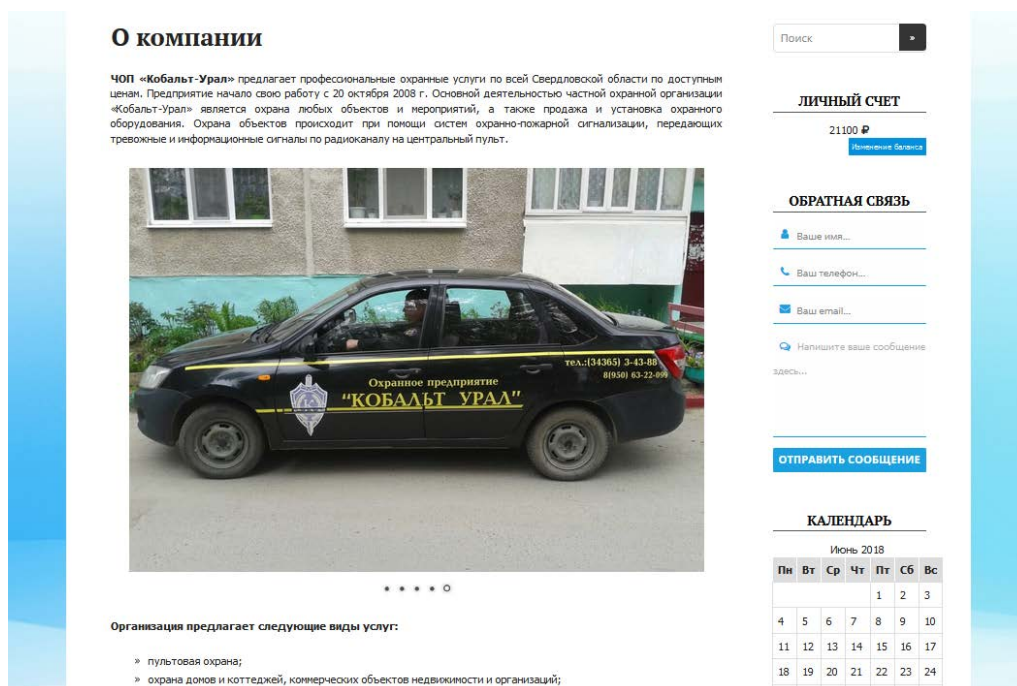 О компании
ЧОП «Кобальт-Урал» предлагает профессиональные охранные услуги по всей Свердловской области по доступным
ценам. Предприятие начало свою работу с 20 октября 2008 г. Основной деятельностью частной охранной организации
«Кобальт-Урал» является охрана любых объектов и мероприятий, а также продажа и установка охранного
оборудования. Охрана объектов происходит при помощи систем охранно-пожарной сигнализации, передающих
тревожные и информационные сигналы по радиоканалу на центральный пульт.
тел.:(34365) 3-43-88
8(950) 63-22-099
Охранное предприятие
"КОБАЛЬТ УРАЛ"
Организация предлагает следующие виды услуг:
» пультовая охрана;
» охрана домов и коттеджей, коммерческих объектов недвижимости и организаций;
Поиск »
ЛИЧНЫЙ СЧЕТ
21100 ₽
Изменение баланса
ОБРАТНАЯ СВЯЗЬ
Ваше имя...
Ваш телефон...
Ваш email...
Напишите ваше сообщение
здесь...
ОТПРАВИТЬ СООБЩЕНИЕ
КАЛЕНДАРЬ
Июнь 2018
Пн Вт Ср Чт Пт Сб Вс
1 2 3
4 5 6 7 8 9 10
11 12 13 14 15 16 17
18 19 20 21 22 23 24